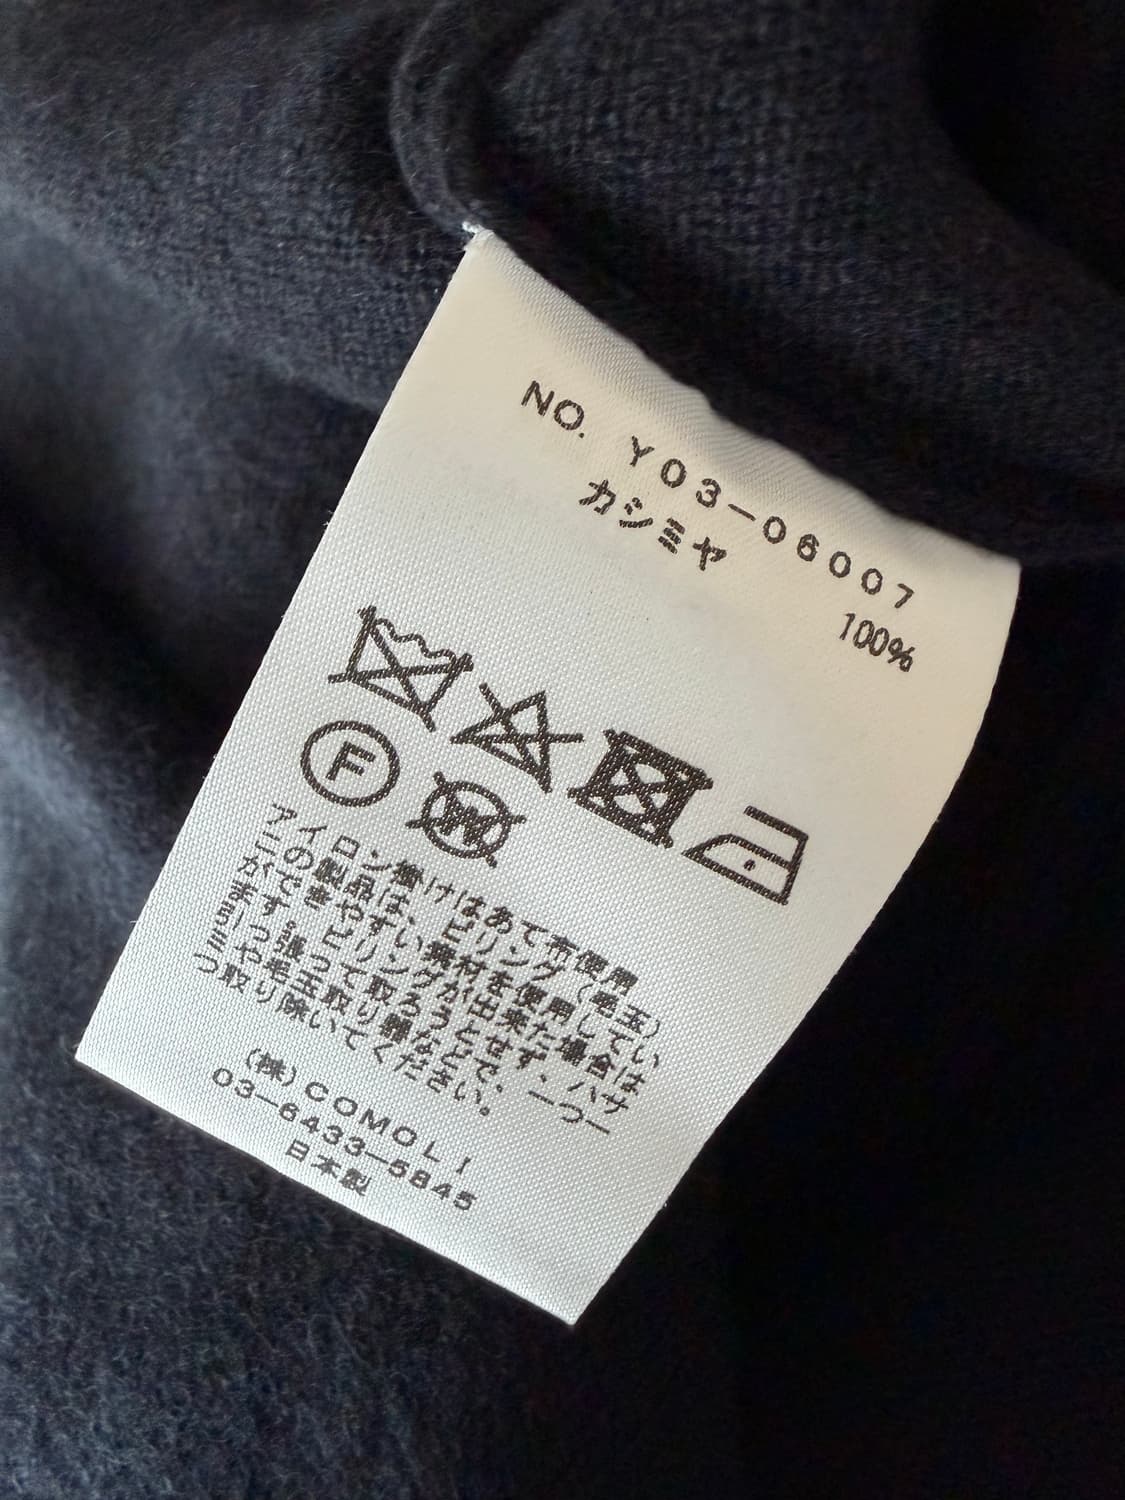 NO. Y03-06007
カシミヤ 100%
F
W
アイロン掛けはあて布使用
この製品は、ピリング(毛玉)
ができやすい素材を使用してい
ます。ピリングが出来た場合は
引っ張って取ろうとせず、ハサ
ミや毛玉取り器などで、一つ一
つ取り除いてください。
(株)COMOLI
03-6433-5845
日本製